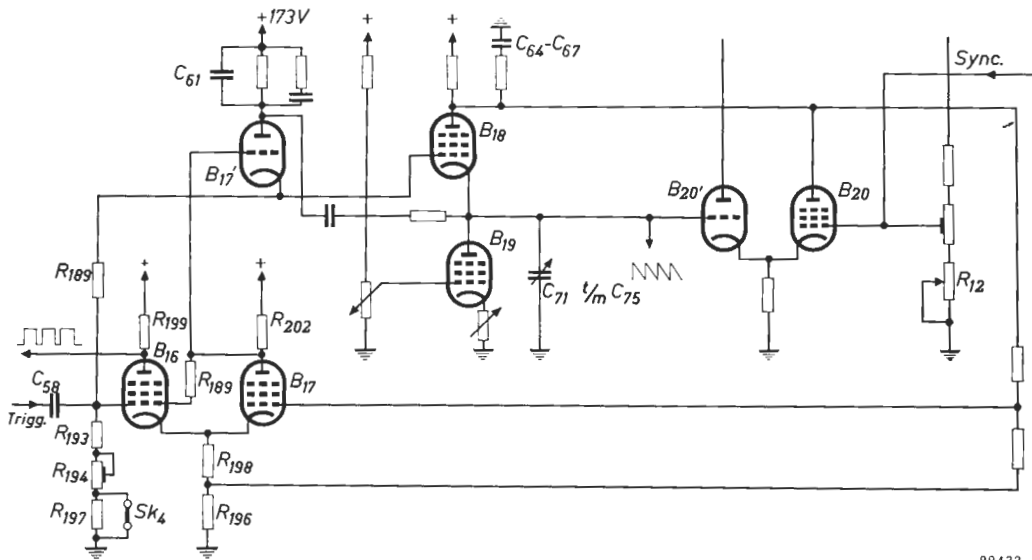 +173V
+
+
C61
C64-C67
Sync.
B18
B17'
B20'
B20
B19
R189
+
+
C71 t/m C75
R12
R199
R202
B16
C58
R189
B17
Trigg.
R193
R194
R198
R197
Sk4
R196